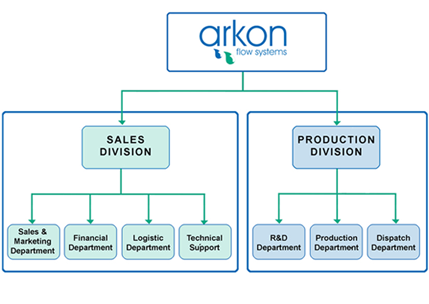 arkon
flow systems
SALES
DIVISION
PRODUCTION
DIVISION
Sales &
Marketing
Department
Financial
Department
Logistic
Department
Technical
Support
R&D
Department
Production
Department
Dispatch
Department